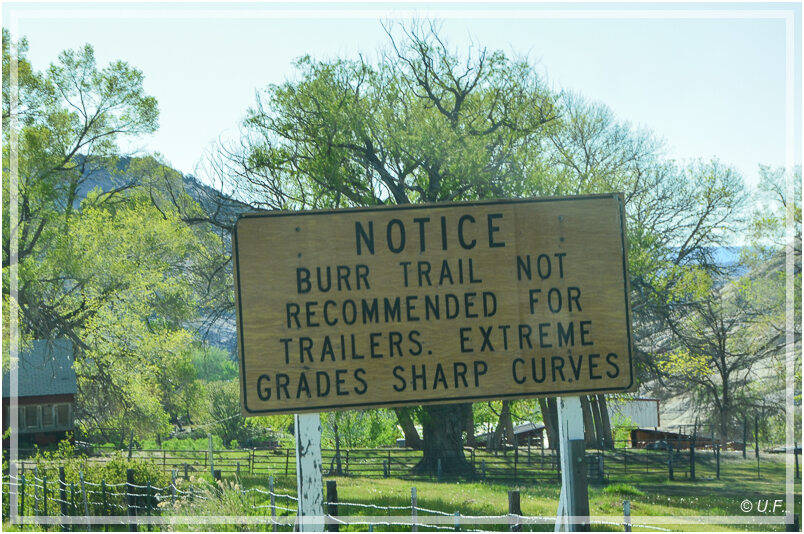 NOTICE
BURR TRAIL NOT
RECOMMENDED FOR
TRAILERS. EXTREME
GRADES SHARP CURVES
© U.F.